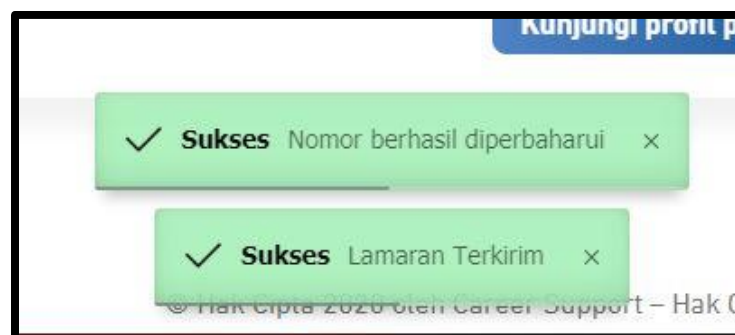 Kunjungi profil p
Sukses Nomor berhasil diperbaharui ×
Sukses Lamaran Terkirim ×
© Hak Cipta 2020 oleh Career Support – Hak C